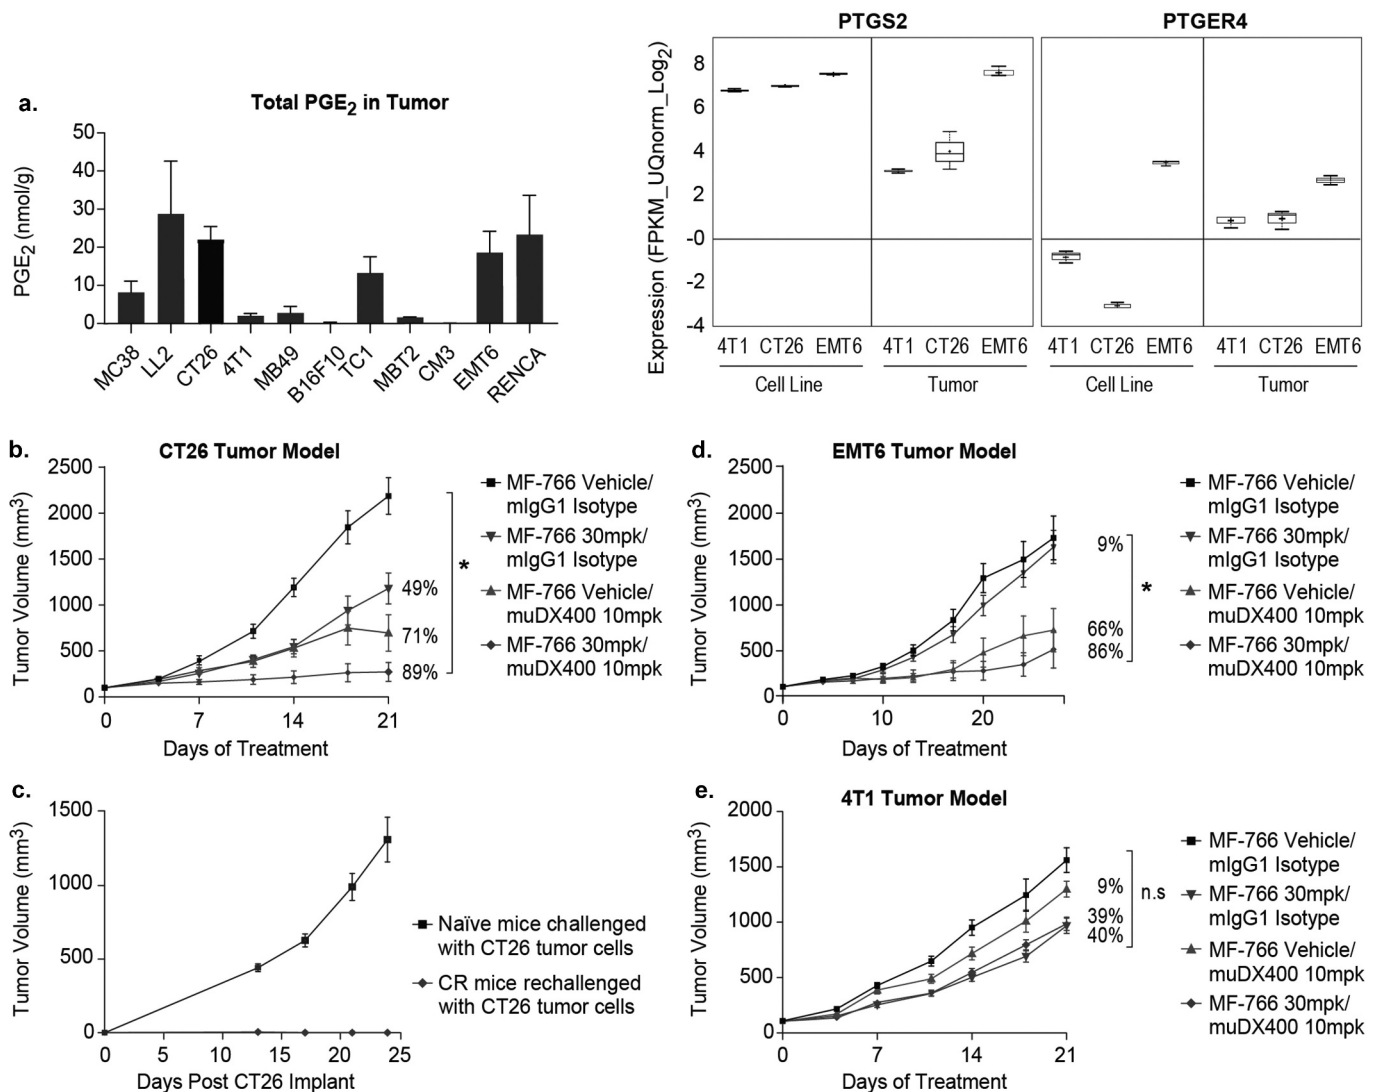 a.
Total PGE2 in Tumor
PGE2 (nmol/g)
50
40
30
20
10
0
MC38
LL2
CT26
4T1
MB49
B16F10
TC1
MBT2
CM3
EMT6
RENCA
PTGS2
PTGER4
Expression (FPKM_UQnorm_Log2)
8
6
4
2
-0
-2
-4
4T1 CT26 EMT6
4T1 CT26 EMT6
4T1 CT26 EMT6
4T1 CT26 EMT6
Cell Line
Tumor
Cell Line
Tumor
b.
CT26 Tumor Model
Tumor Volume (mm3)
2500
2000
1500
1000
500
0
0 7 14 21
Days of Treatment
49%
71%
89%
*
MF-766 Vehicle/
mIgG1 Isotype
MF-766 30mpk/
mIgG1 Isotype
MF-766 Vehicle/
muDX400 10mpk
MF-766 30mpk/
muDX400 10mpk
d.
EMT6 Tumor Model
Tumor Volume (mm3)
2500
2000
1500
1000
500
0
0 10 20
Days of Treatment
9%
66%
86%
*
MF-766 Vehicle/
mIgG1 Isotype
MF-766 30mpk/
mIgG1 Isotype
MF-766 Vehicle/
muDX400 10mpk
MF-766 30mpk/
muDX400 10mpk
c.
Tumor Volume (mm3)
1500
1000
500
0
0 5 10 15 20 25
Days Post CT26 Implant
Naïve mice challenged
with CT26 tumor cells
CR mice rechallenged
with CT26 tumor cells
e.
4T1 Tumor Model
Tumor Volume (mm3)
2000
1500
1000
500
0
0 7 14 21
Days of Treatment
9%
39%
40%
n.s
MF-766 Vehicle/
mIgG1 Isotype
MF-766 30mpk/
mIgG1 Isotype
MF-766 Vehicle/
muDX400 10mpk
MF-766 30mpk/
muDX400 10mpk